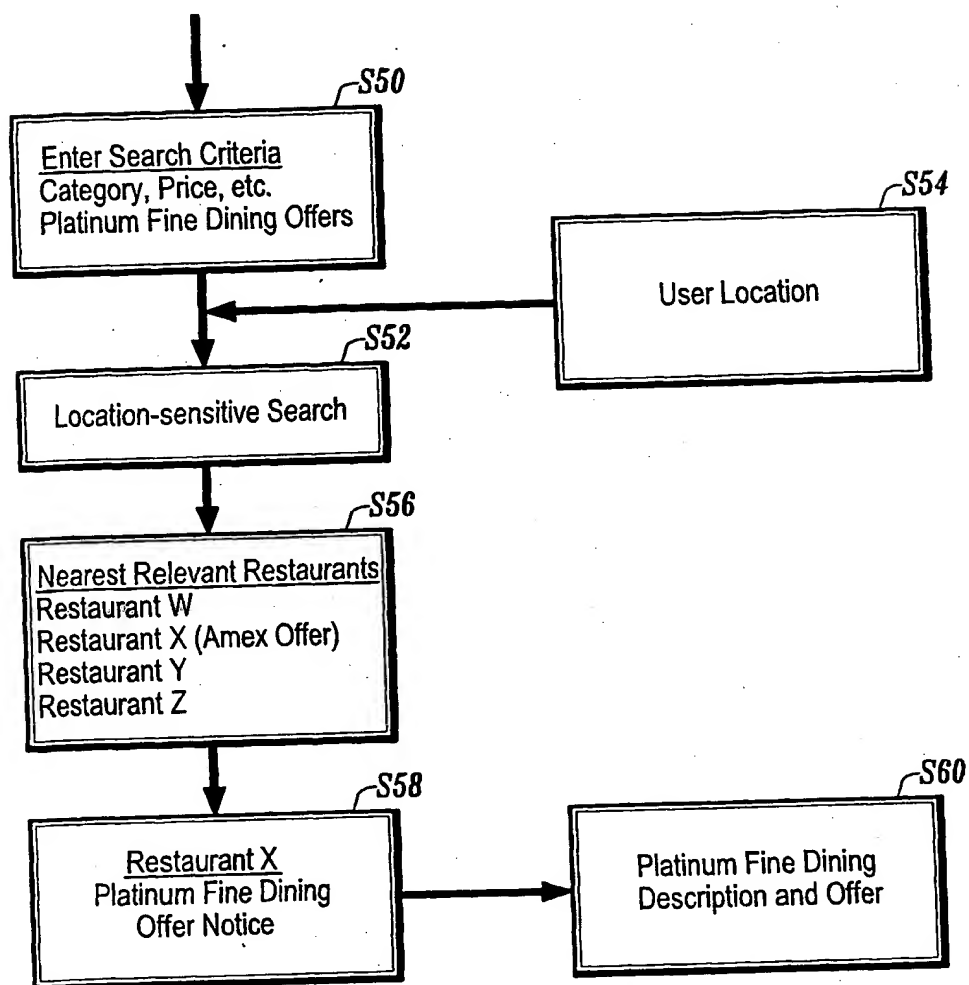 S50
Enter Search Criteria
Category, Price, etc.
Platinum Fine Dining Offers
S54
User Location
S52
Location-sensitive Search
S56
Nearest Relevant Restaurants
Restaurant W
Restaurant X (Amex Offer)
Restaurant Y
Restaurant Z
S58
Restaurant X
Platinum Fine Dining
Offer Notice
S60
Platinum Fine Dining
Description and Offer